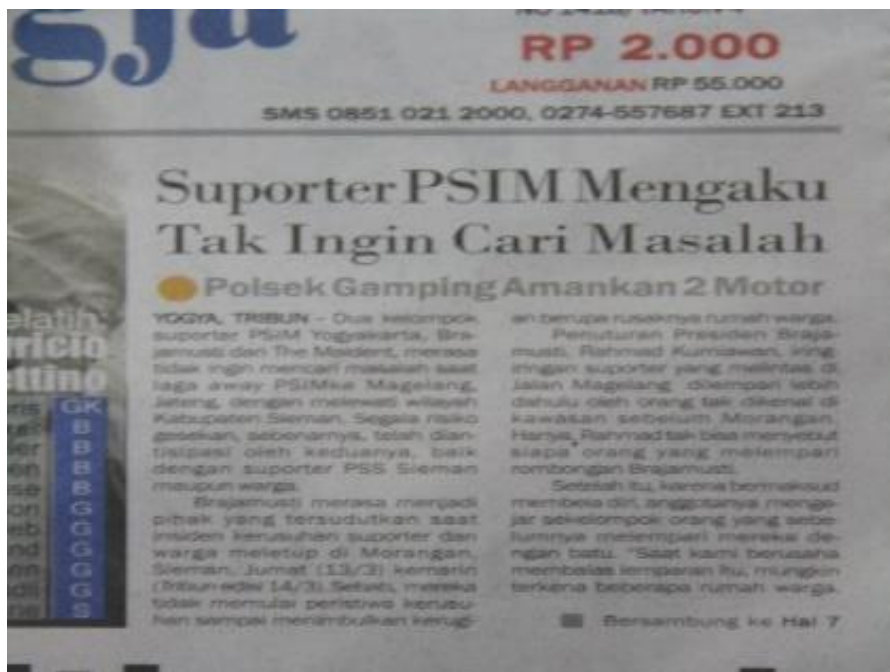 gja
RP 2.000
LANGGANAN RP 55.000
SMS 0851 021 2000, 0274-557687 EXT 213
Suporter PSIM Mengaku
Tak Ingin Cari Masalah
Polsek Gamping Amankan 2 Motor
YOGYA, TRIBUN – Dua kelompok
suporter PSIM Yogyakarta, Bra-
jamusti dan The Maident, merasa
tidak ingin mencari masalah saat
laga away PSIM ke Magelang,
Jateng, dengan melewati wilayah
Kabupaten Sleman. Segala risiko
gesekan, sebenarnya, telah dian-
tisipasi oleh keduanya, baik
dengan suporter PSS Sleman
maupun warga.
Brajamusti merasa menjadi
pihak yang tersudutkan saat
insiden kerusuhan suporter dan
warga meletup di Morangan,
Sleman, Jumat (13/3) kemarin
(Tribun edisi 14/3). Sebab, mereka
tidak memulai peristiwa kerusu-
han sampai menimbulkan kerugi-
an berupa rusaknya rumah warga.
Penuturan Presiden Braja-
musti, Rahmad Kurniawan, iring
iringan suporter yang melintas di
Jalan Magelang, dilempari lebih
dahulu oleh orang tak dikenal di
kawasan sebelum Morangan.
Hanya, Rahmad tak bisa menyebut
siapa orang yang melempari
rombongan Brajamusti.
Setelah itu, karena bermaksud
membela diri, anggotanya menge-
jar sekelompok orang yang sebe-
lumnya melempari mereka de-
ngan batu. "Saat kami berusaha
membalas lemparan itu, mungkin
terkena beberapa rumah warga.
Bersambung ke Hal 7
elatih
uricio
ettino
GK
B
B
B
B
G
G
G
G
G
S